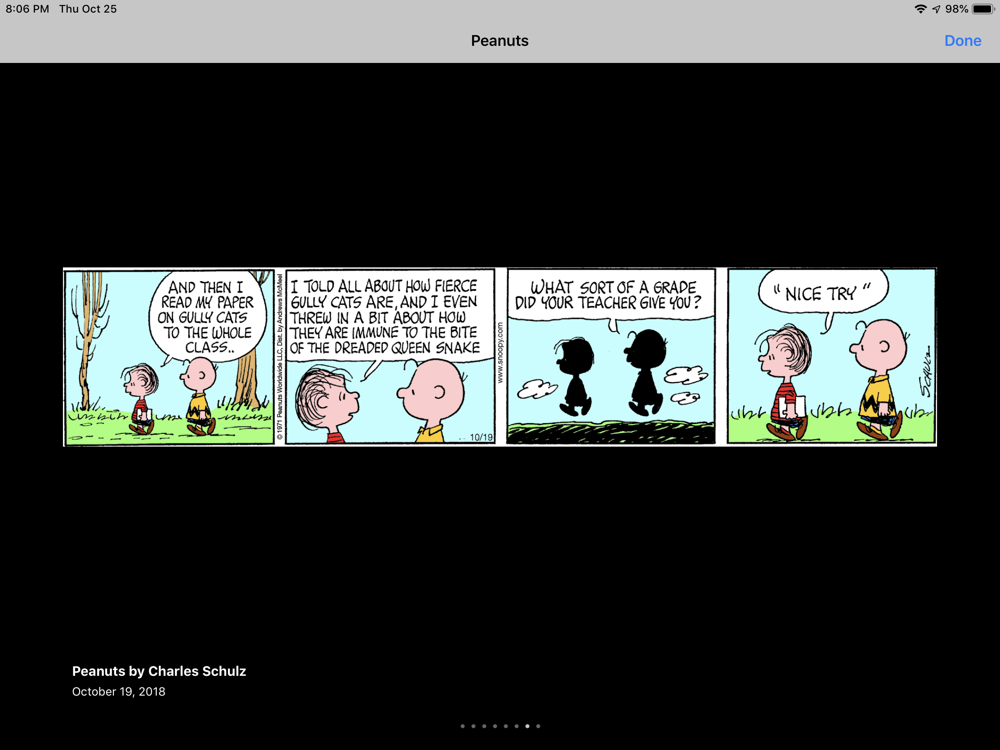 8:06 PM Thu Oct 25
98%
Peanuts
Done
AND THEN I
READ MY PAPER
ON GULLY CATS
TO THE WHOLE
CLASS..
©1971 Peanuts Worldwide LLC, Dist. by Andrews McMeel
I TOLD ALL ABOUT HOW FIERCE
GULLY CATS ARE, AND I EVEN
THREW IN A BIT ABOUT HOW
THEY ARE IMMUNE TO THE BITE
OF THE DREADED QUEEN SNAKE
10/19
www.snoopy.com
WHAT SORT OF A GRADE
DID YOUR TEACHER GIVE YOU?
"NICE TRY"
SCHULZ
Peanuts by Charles Schulz
October 19, 2018